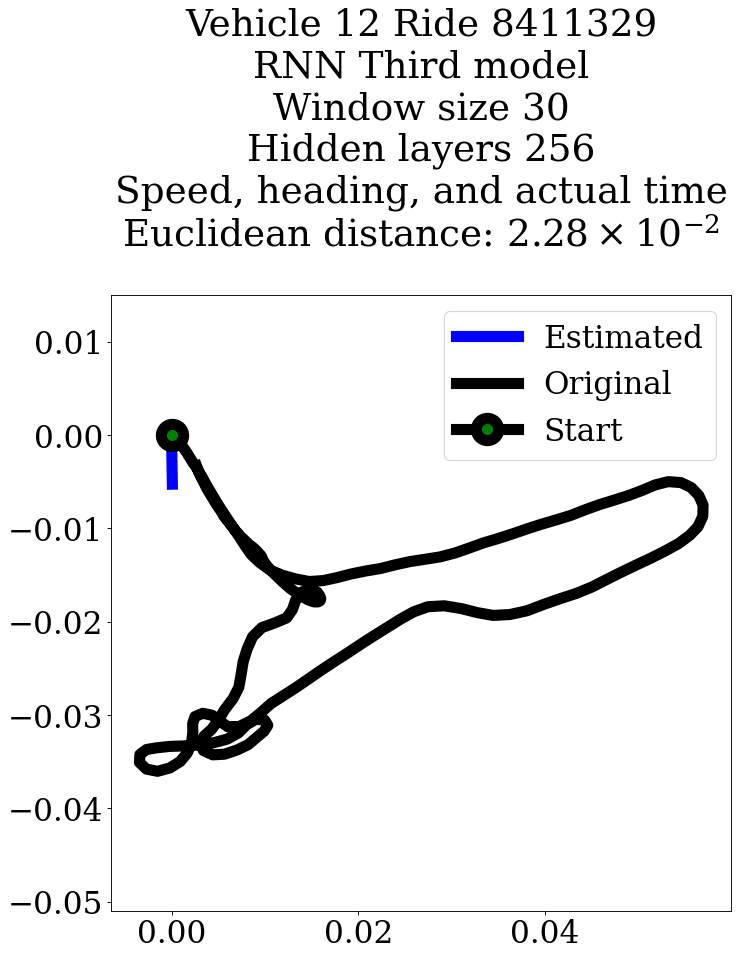 Vehicle 12 Ride 8411329
RNN Third model
Window size 30
Hidden layers 256
Speed, heading, and actual time
Euclidean distance: 2.28 × 10⁻²
Estimated
Original
Start
0.01
0.00
−0.01
−0.02
−0.03
−0.04
−0.05
0.00 0.02 0.04